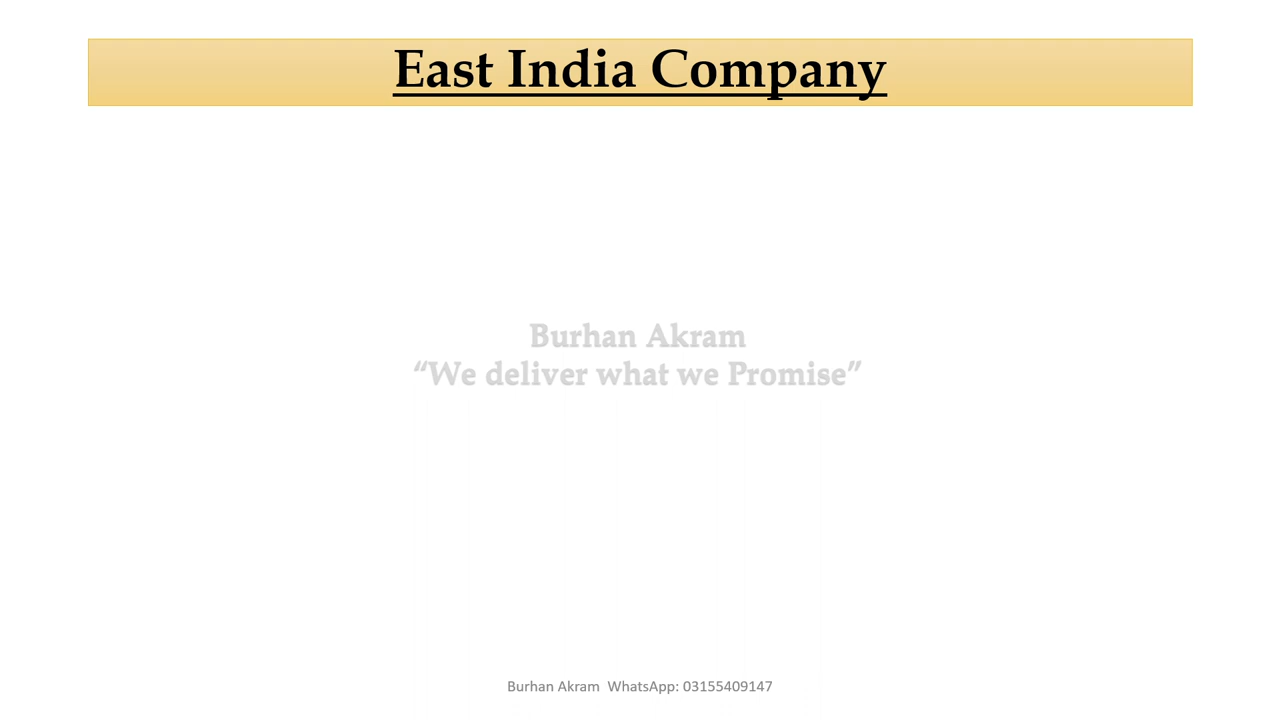 East India Company
Burhan Akram
“We deliver what we Promise”
Burhan Akram  WhatsApp: 03155409147